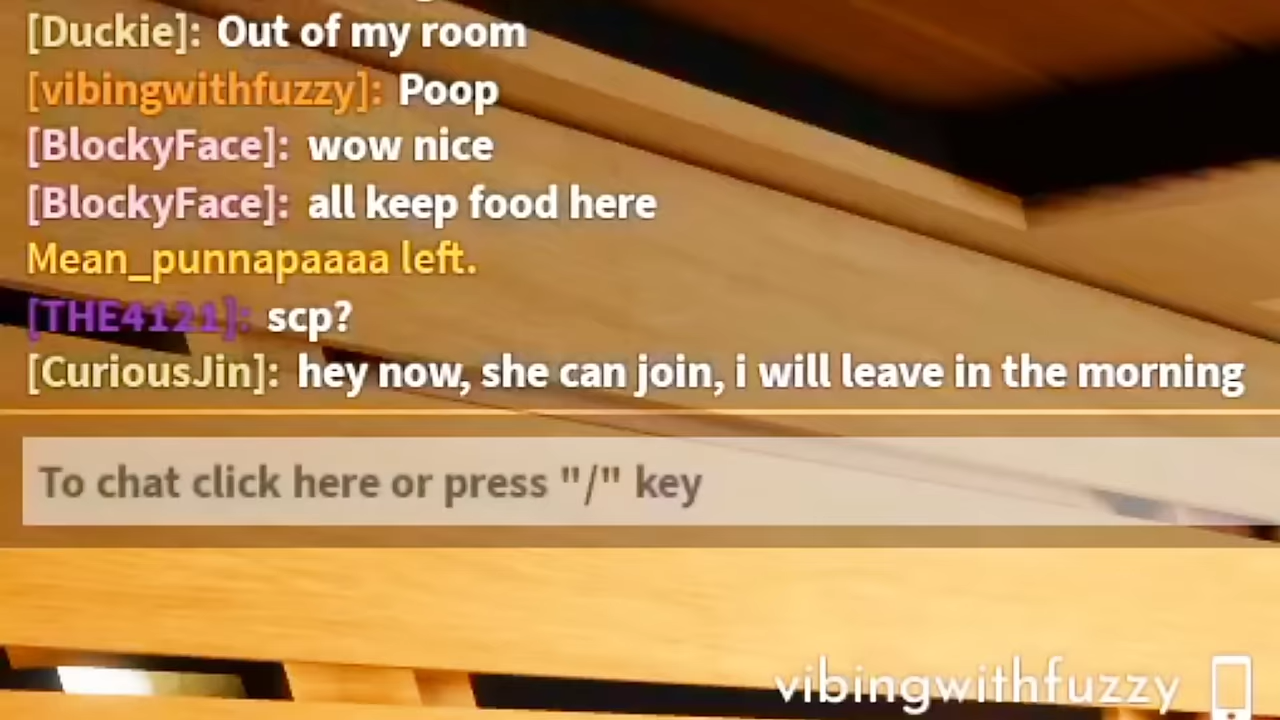 [Duckie]: Out of my room
[vibingwithfuzzy]: Poop
[BlockyFace]: wow nice
[BlockyFace]: all keep food here
Mean_punnapaaaa left.
[THE4121]: scp?
[CuriousJin]: hey now, she can join, i will leave in the morning
To chat click here or press "/" key
vibingwithfuzzy